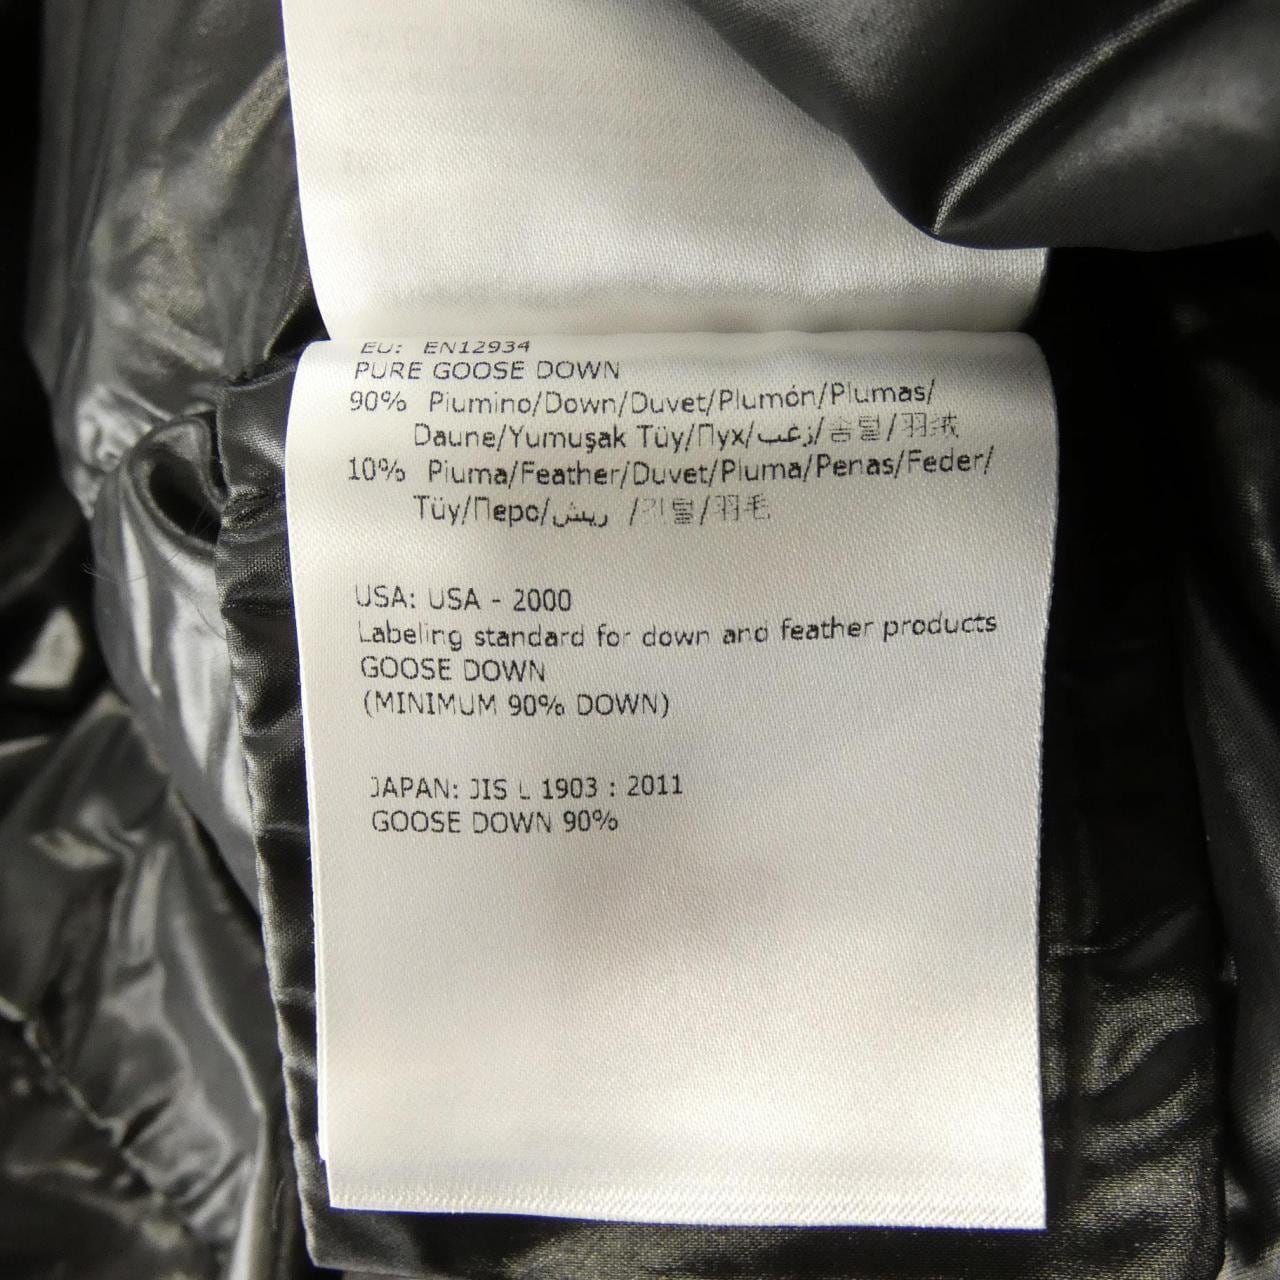 EU: EN12934
PURE GOOSE DOWN
90% Piumino/Down/Duvet/Plumón/Plumas/
Daune/Yumuşak Tüy/Пух/زغب/솜털/羽绒
10% Piuma/Feather/Duvet/Pluma/Penas/Feder/
Tüy/Перо/ريش /깃털/羽毛
USA: USA - 2000
Labeling standard for down and feather products
GOOSE DOWN
(MINIMUM 90% DOWN)
JAPAN: JIS L 1903 : 2011
GOOSE DOWN 90%